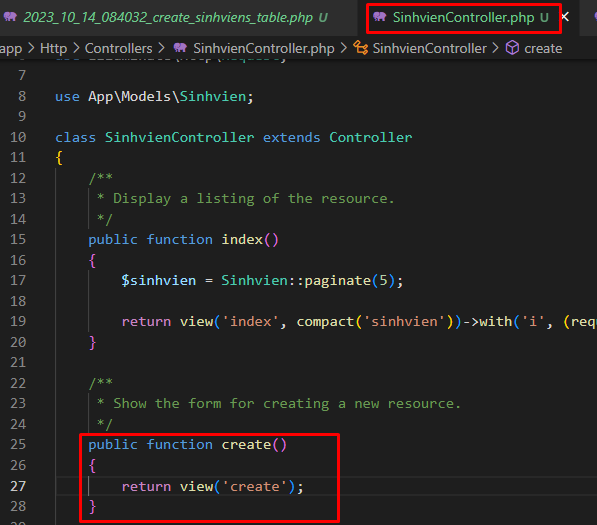 2023_10_14_084032_create_sinhviens_table.php U
SinhvienController.php U
app > Http > Controllers > SinhvienController.php > SinhvienController > create
7
8 use App\Models\Sinhvien;
9
10 class SinhvienController extends Controller
11 {
12 /**
13 * Display a listing of the resource.
14 */
15 public function index()
16 {
17 $sinhvien = Sinhvien::paginate(5);
18
19 return view('index', compact('sinhvien'))->with('i', (requ
20 }
21
22 /**
23 * Show the form for creating a new resource.
24 */
25 public function create()
26 {
27 return view('create');
28 }